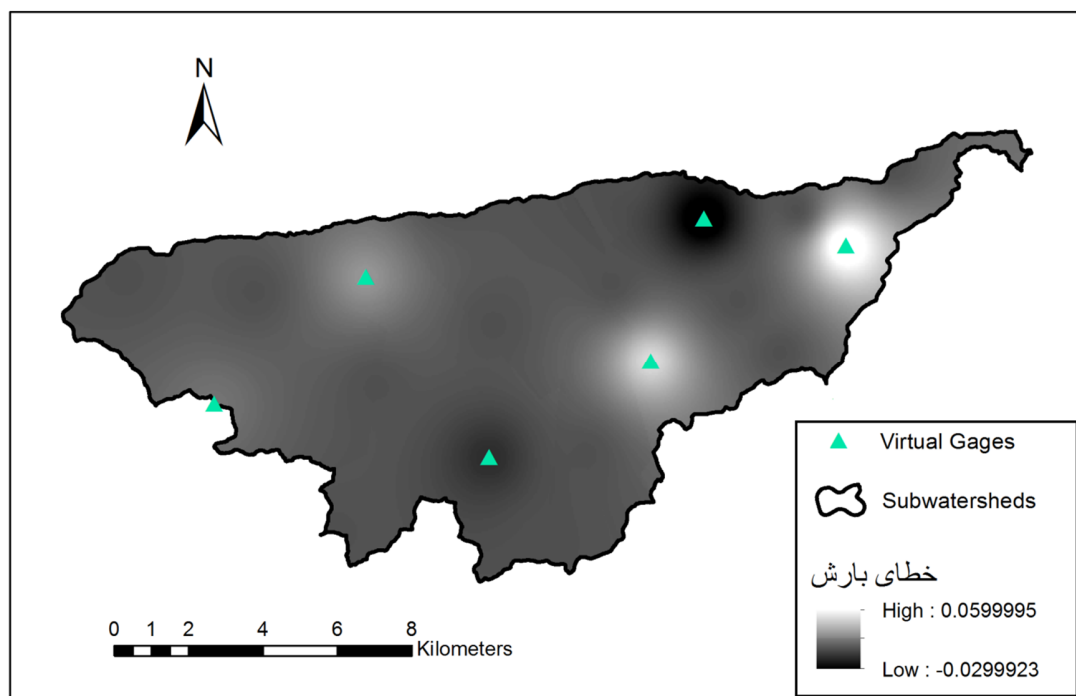 N
Virtual Gages
Subwatersheds
خطای بارش
High : 0.0599995
Low : -0.0299923
0 1 2 4 6 8
Kilometers